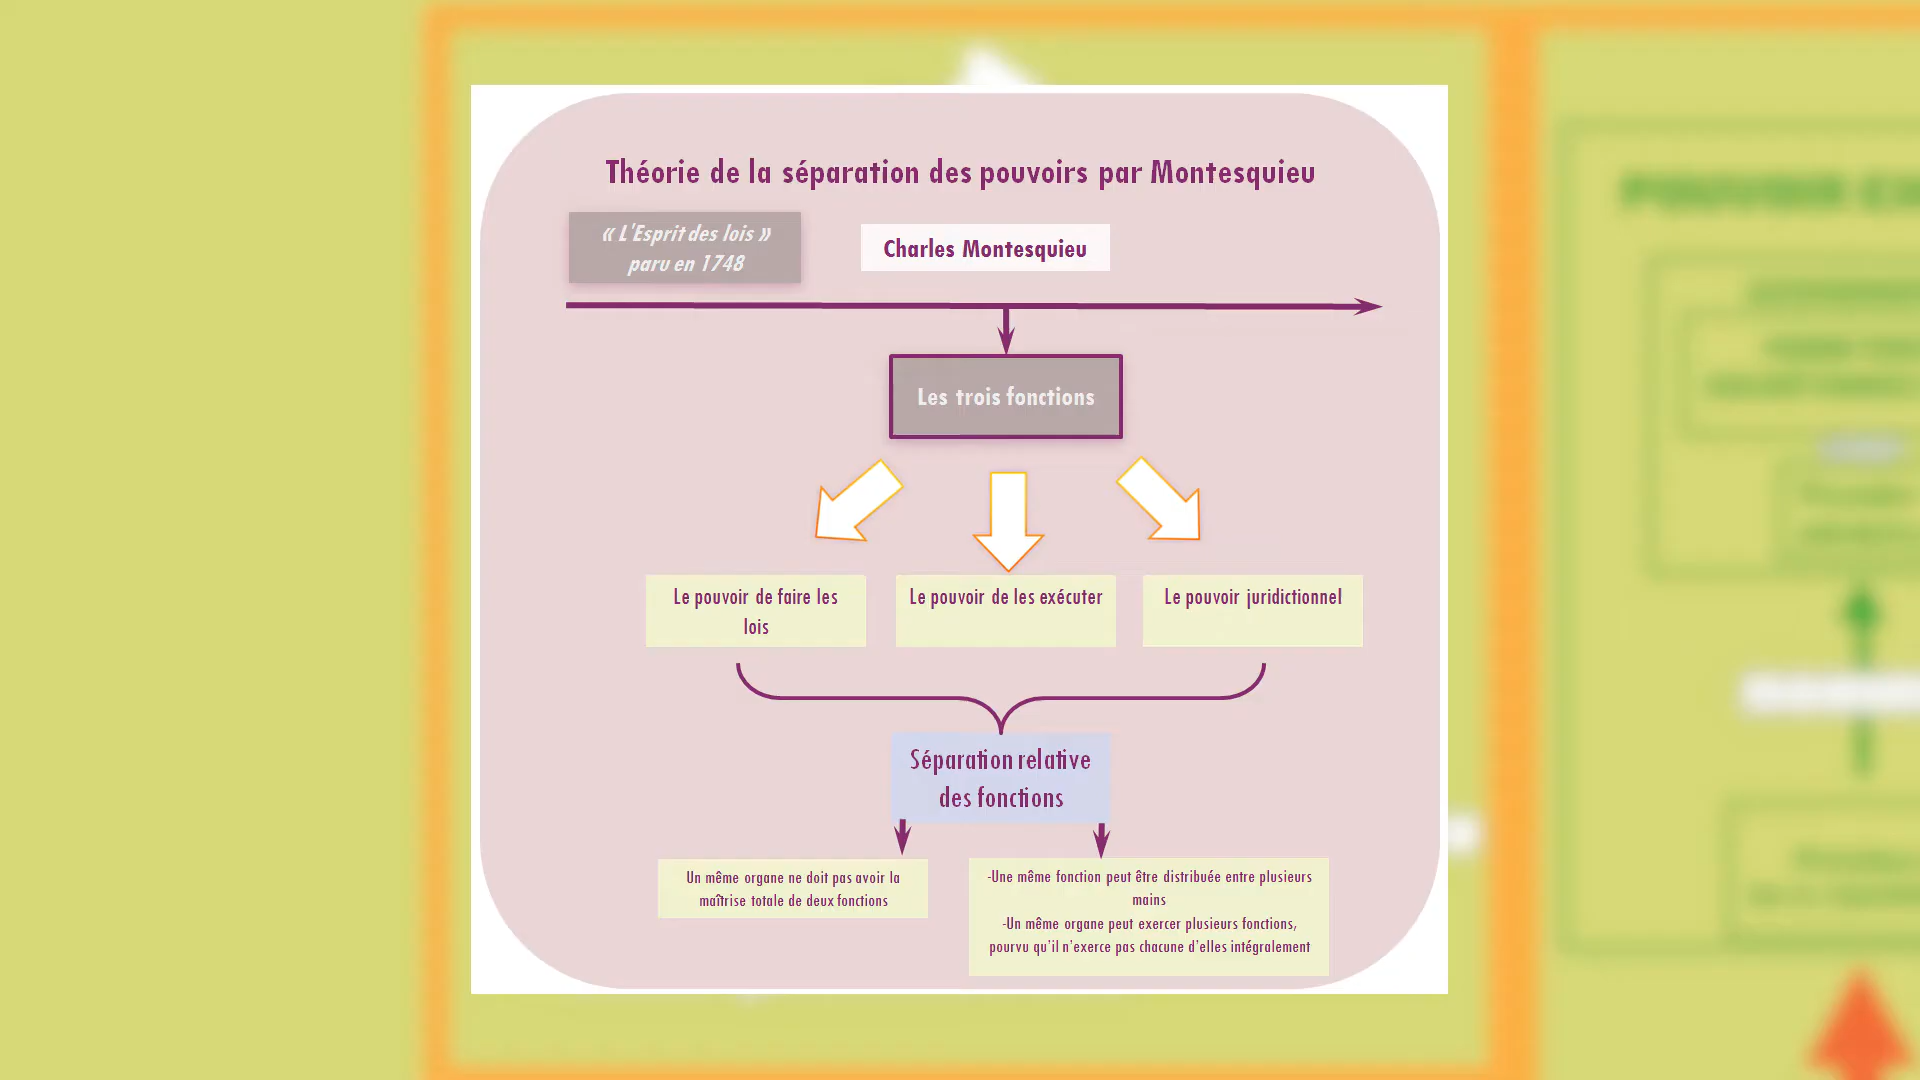 Théorie de la séparation des pouvoirs par Montesquieu
« L'Esprit des lois »
paru en 1748
Charles Montesquieu
Les trois fonctions
Le pouvoir de faire les
lois
Le pouvoir de les exécuter
Le pouvoir juridictionnel
Séparation relative
des fonctions
Un même organe ne doit pas avoir la
maîtrise totale de deux fonctions
-Une même fonction peut être distribuée entre plusieurs
mains
-Un même organe peut exercer plusieurs fonctions,
pourvu qu'il n'exerce pas chacune d'elles intégralement